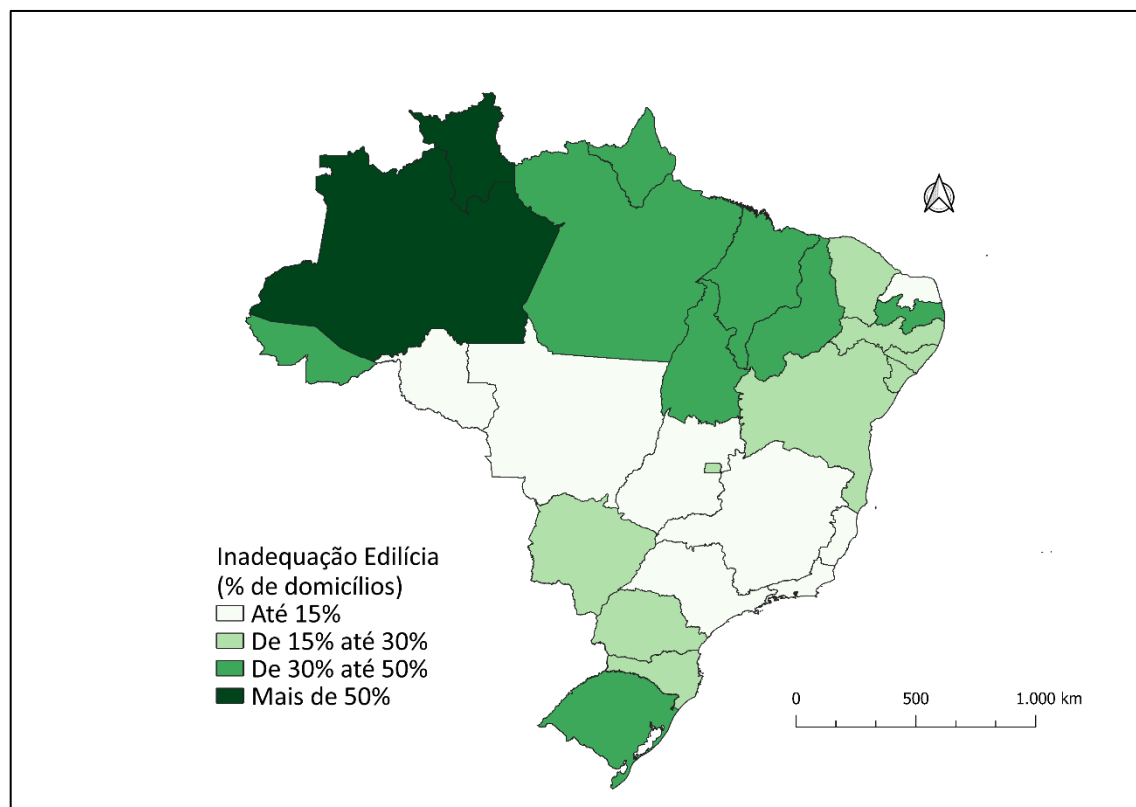 Inadequação Edilícia
(% de domicílios)
Até 15%
De 15% até 30%
De 30% até 50%
Mais de 50%
0 500 1.000 km